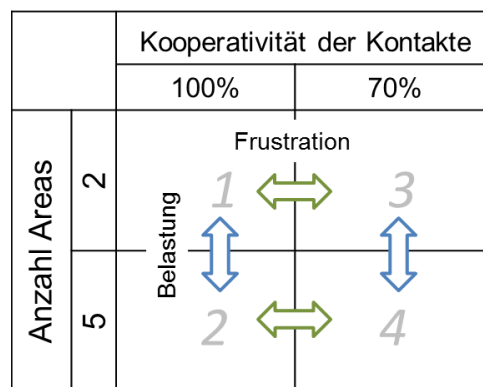 Kooperativität der Kontakte
100% 70%
Frustration
Anzahl Areas
2
1 3
Belastung
5
2 4